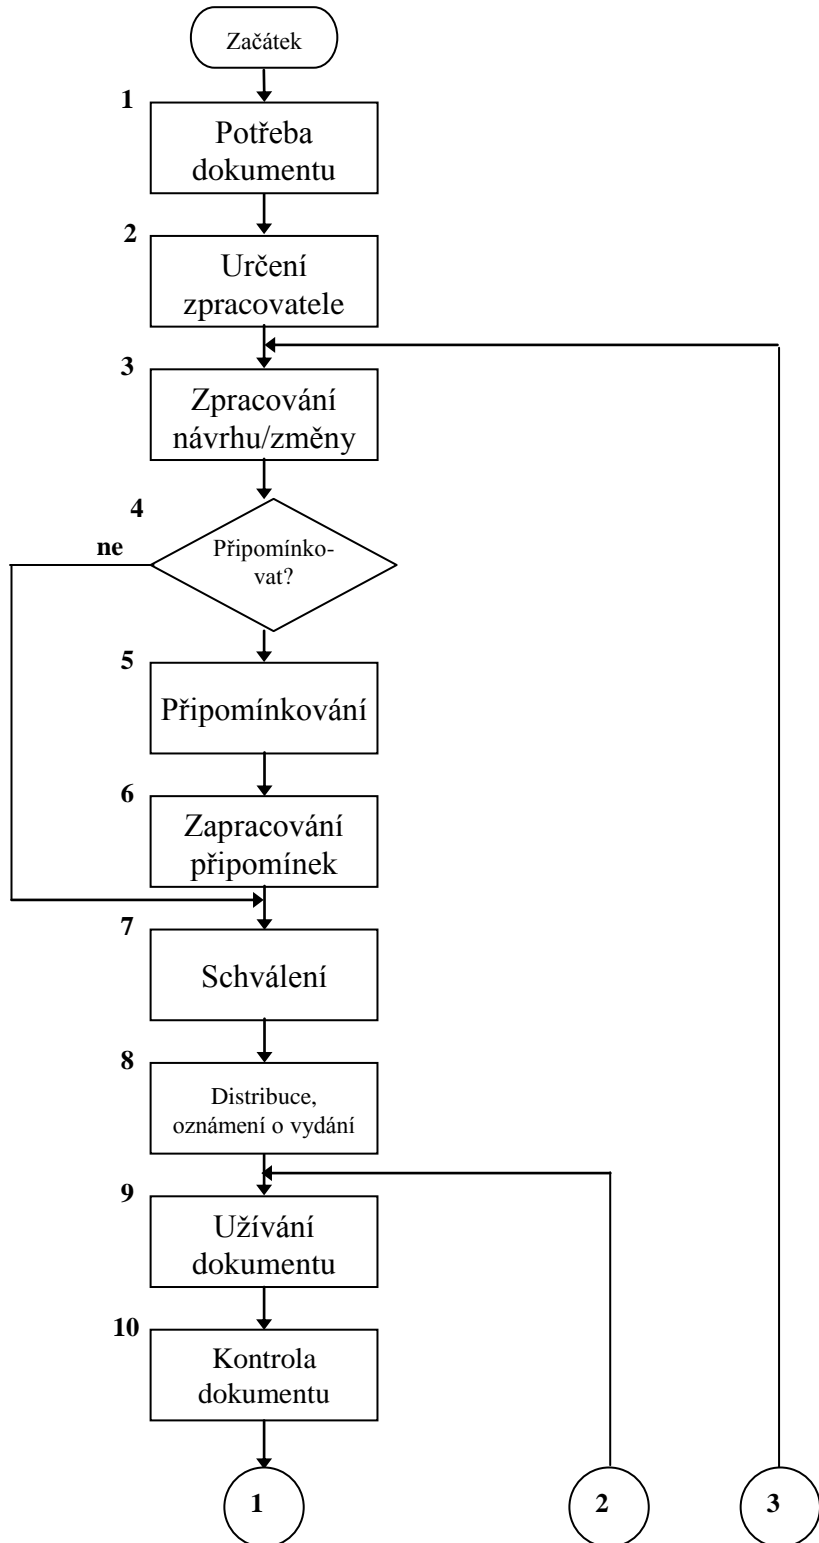 Začátek
1
Potřeba
dokumentu
2
Určení
zpracovatele
3
Zpracování
návrhu/změny
4
ne
Připomínko-
vat?
5
Připomínkování
6
Zapracování
připomínek
7
Schválení
8
Distribuce,
oznámení o vydání
9
Užívání
dokumentu
10
Kontrola
dokumentu
1
2
3